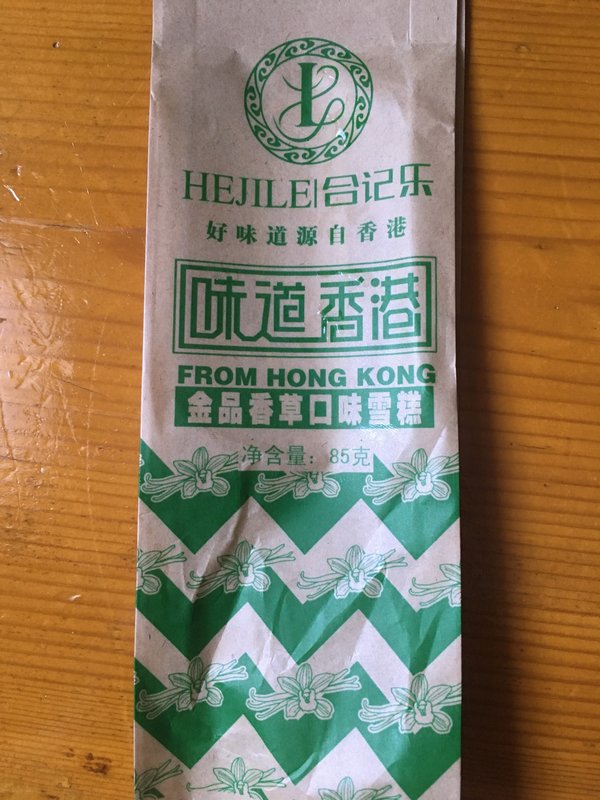 HEJILE|合记乐
好味道源自香港
味道香港
FROM HONG KONG
金品香草口味雪糕
净含量：85克